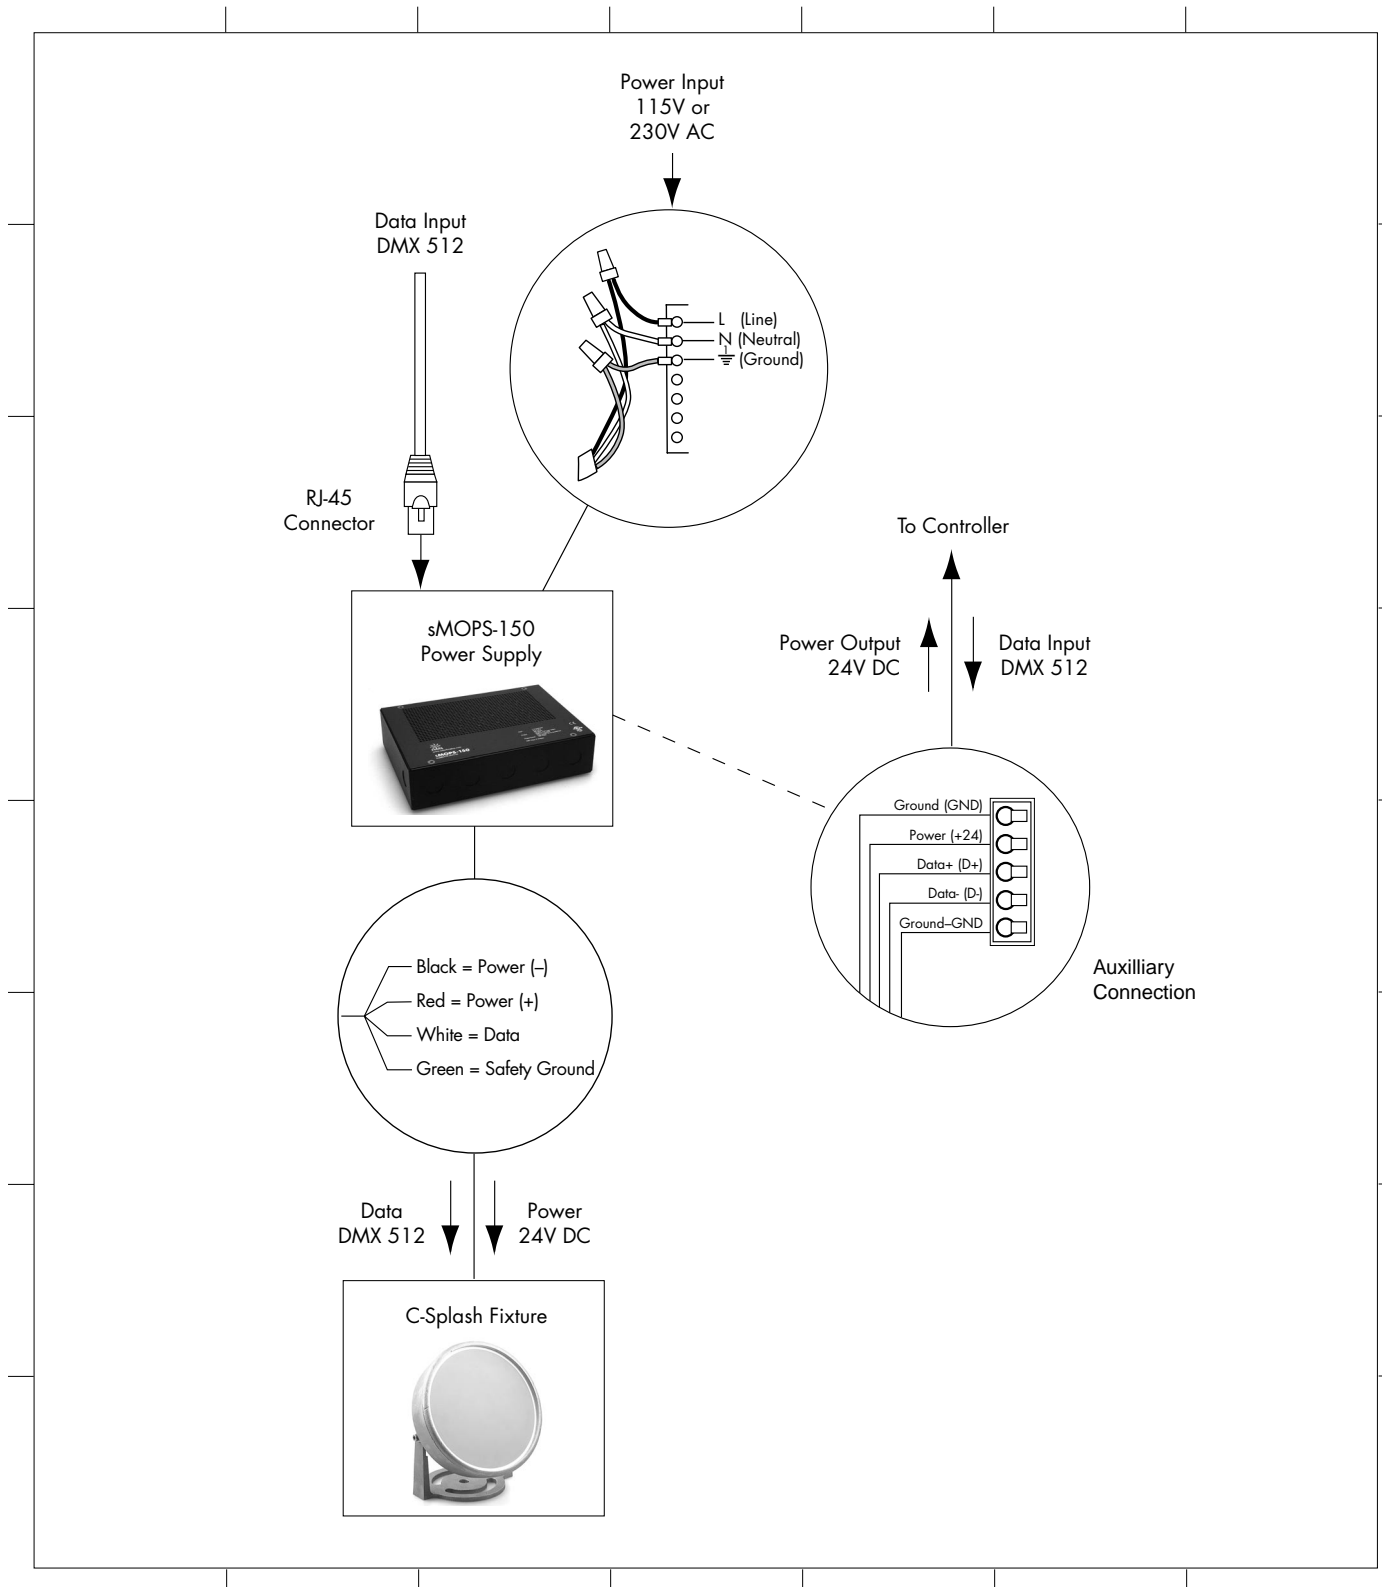 Power Input
115V or
230V AC
Data Input
DMX 512
L (Line)
N (Neutral)
(Ground)
RJ-45
Connector
To Controller
sMOPS-150
Power Supply
Power Output
24V DC
Data Input
DMX 512
sMOPS-150
Ground (GND)
Power (+24)
Data+ (D+)
Data- (D-)
Ground–GND
Auxilliary
Connection
Black = Power (–)
Red = Power (+)
White = Data
Green = Safety Ground
Data
DMX 512
Power
24V DC
C-Splash Fixture